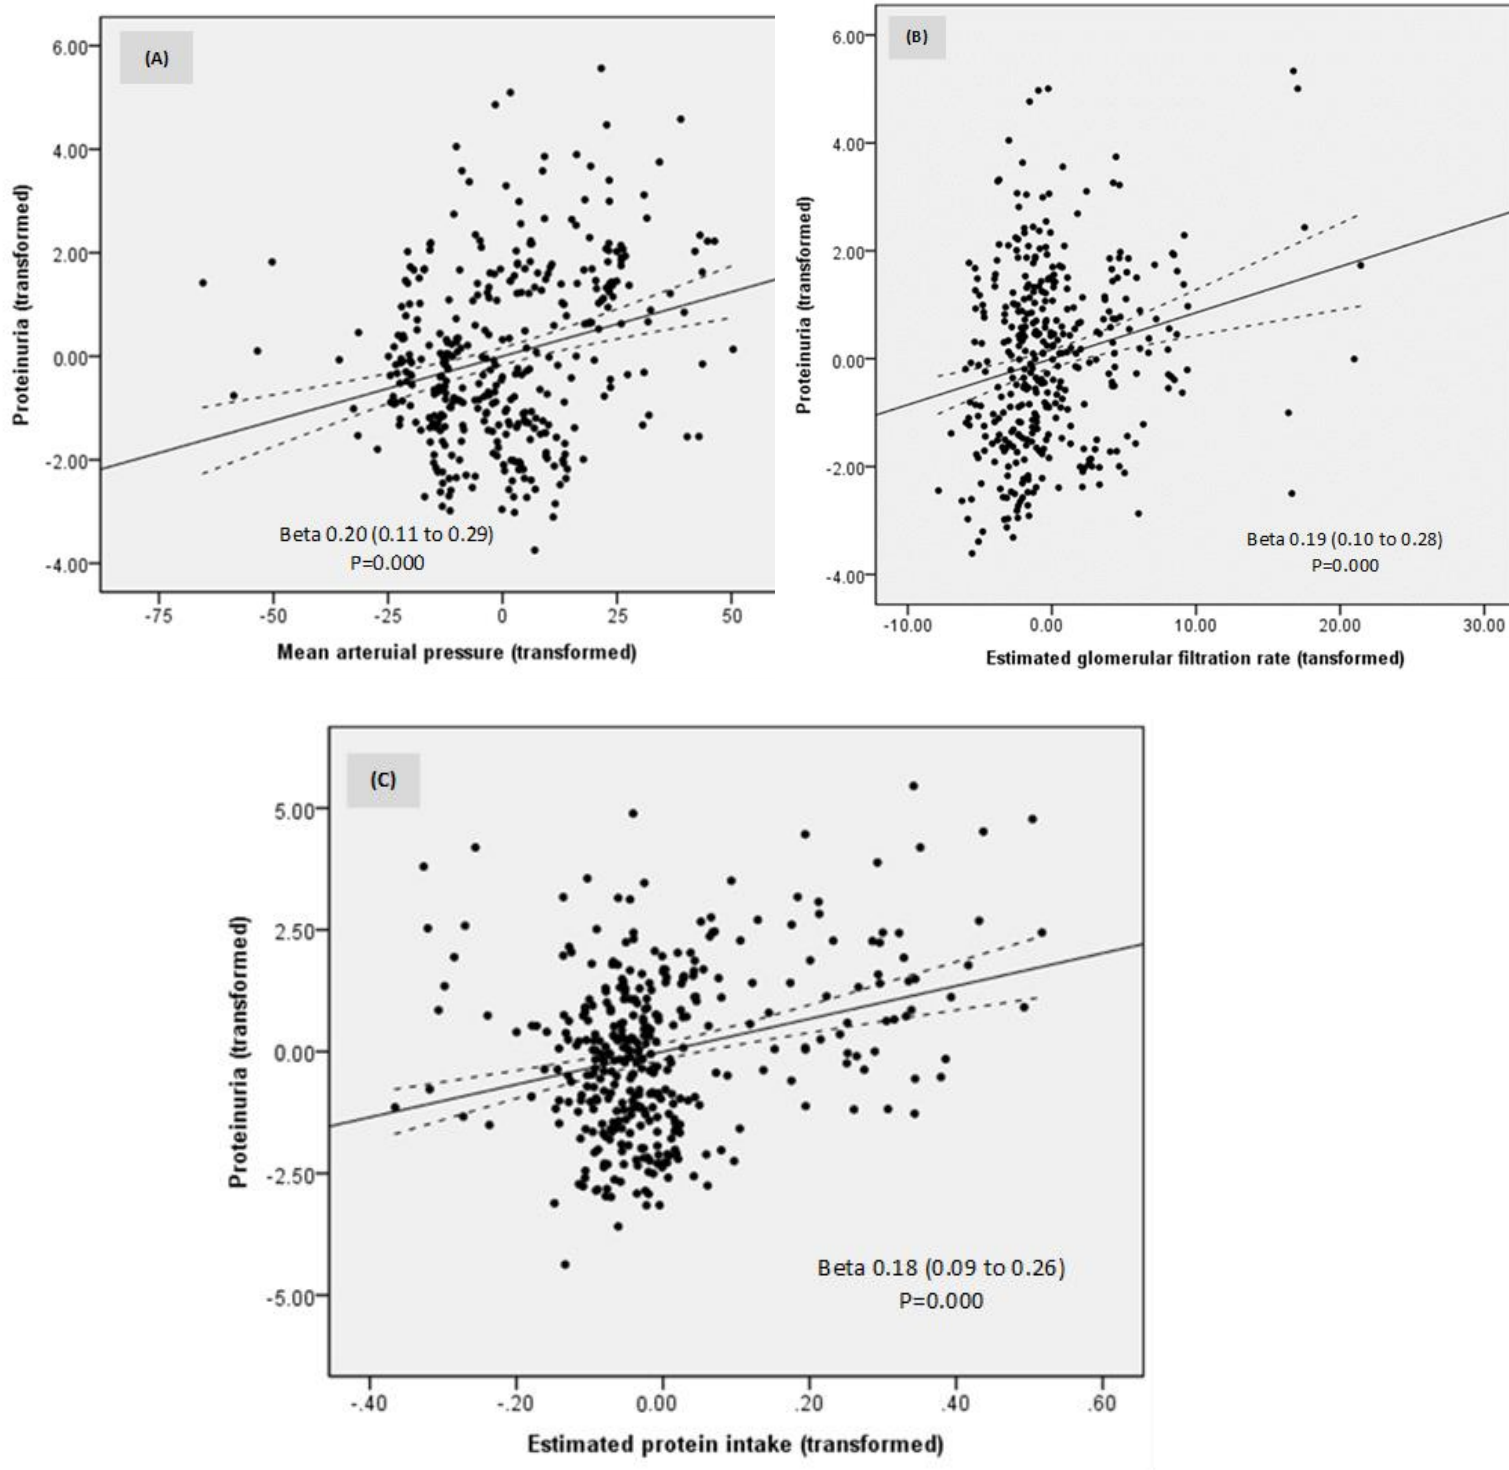 (A)
6.00
4.00
2.00
0.00
-2.00
-4.00
Proteinuria (transformed)
Beta 0.20 (0.11 to 0.29)
P=0.000
-75
-50
-25
0
25
50
Mean arteruial pressure (transformed)
(B)
6.00
4.00
2.00
0.00
-2.00
-4.00
Proteinuria (transformed)
Beta 0.19 (0.10 to 0.28)
P=0.000
-10.00
0.00
10.00
20.00
30.00
Estimated glomerular filtration rate (tansformed)
(C)
5.00
2.50
0.00
-2.50
-5.00
Proteinuria (transformed)
Beta 0.18 (0.09 to 0.26)
P=0.000
-.40
-.20
0.00
.20
.40
.60
Estimated protein intake (transformed)